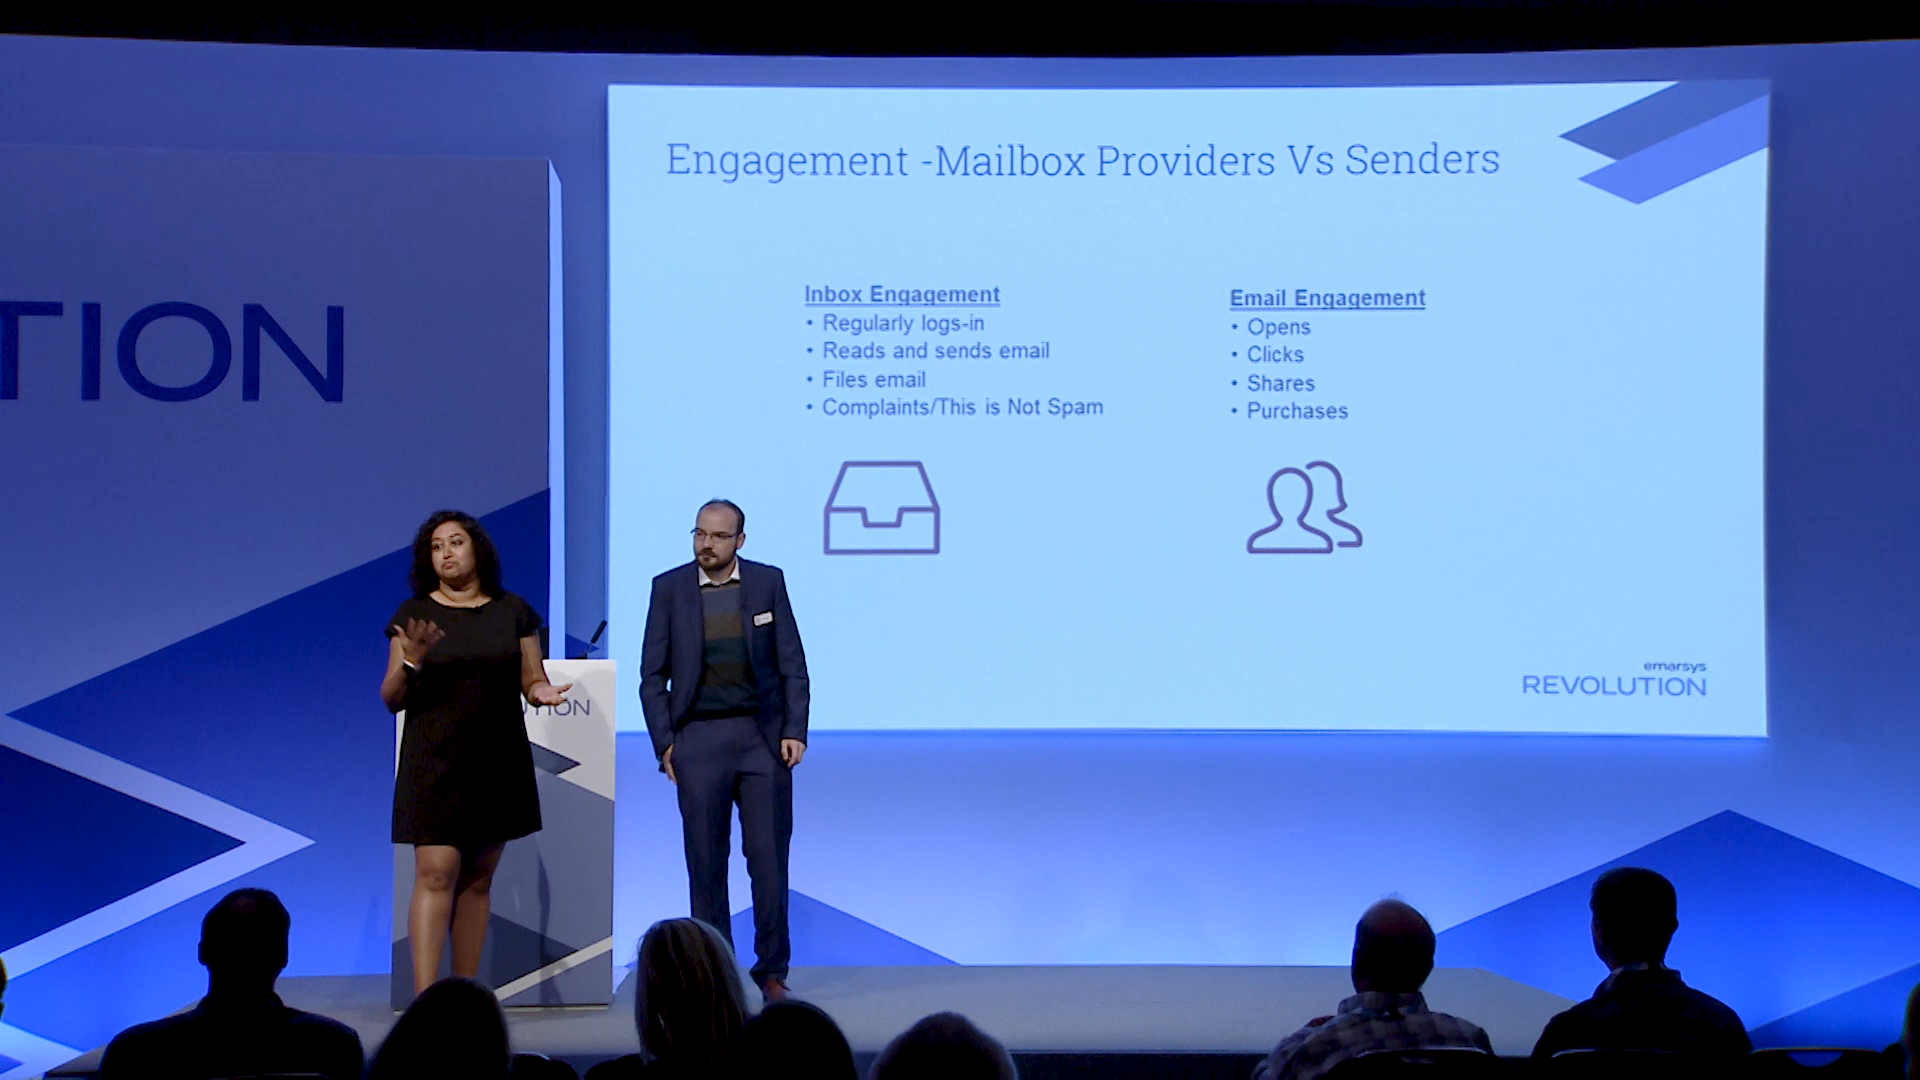 Engagement -Mailbox Providers Vs Senders
Inbox Engagement
• Regularly logs-in
• Reads and sends email
• Files email
• Complaints/This is Not Spam
Email Engagement
• Opens
• Clicks
• Shares
• Purchases
emarsys
REVOLUTION
TION
UTION